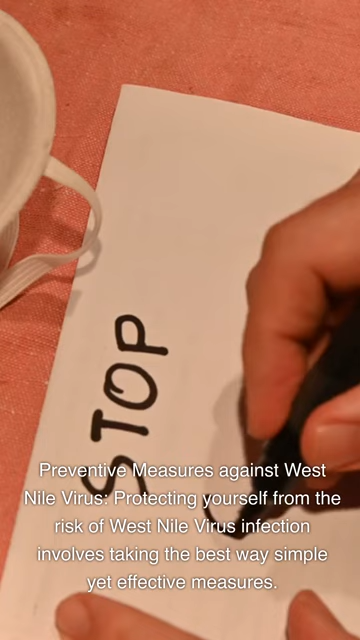 STOP
Preventive Measures against West
Nile Virus: Protecting yourself from the
risk of West Nile Virus infection
involves taking the best way simple
yet effective measures.